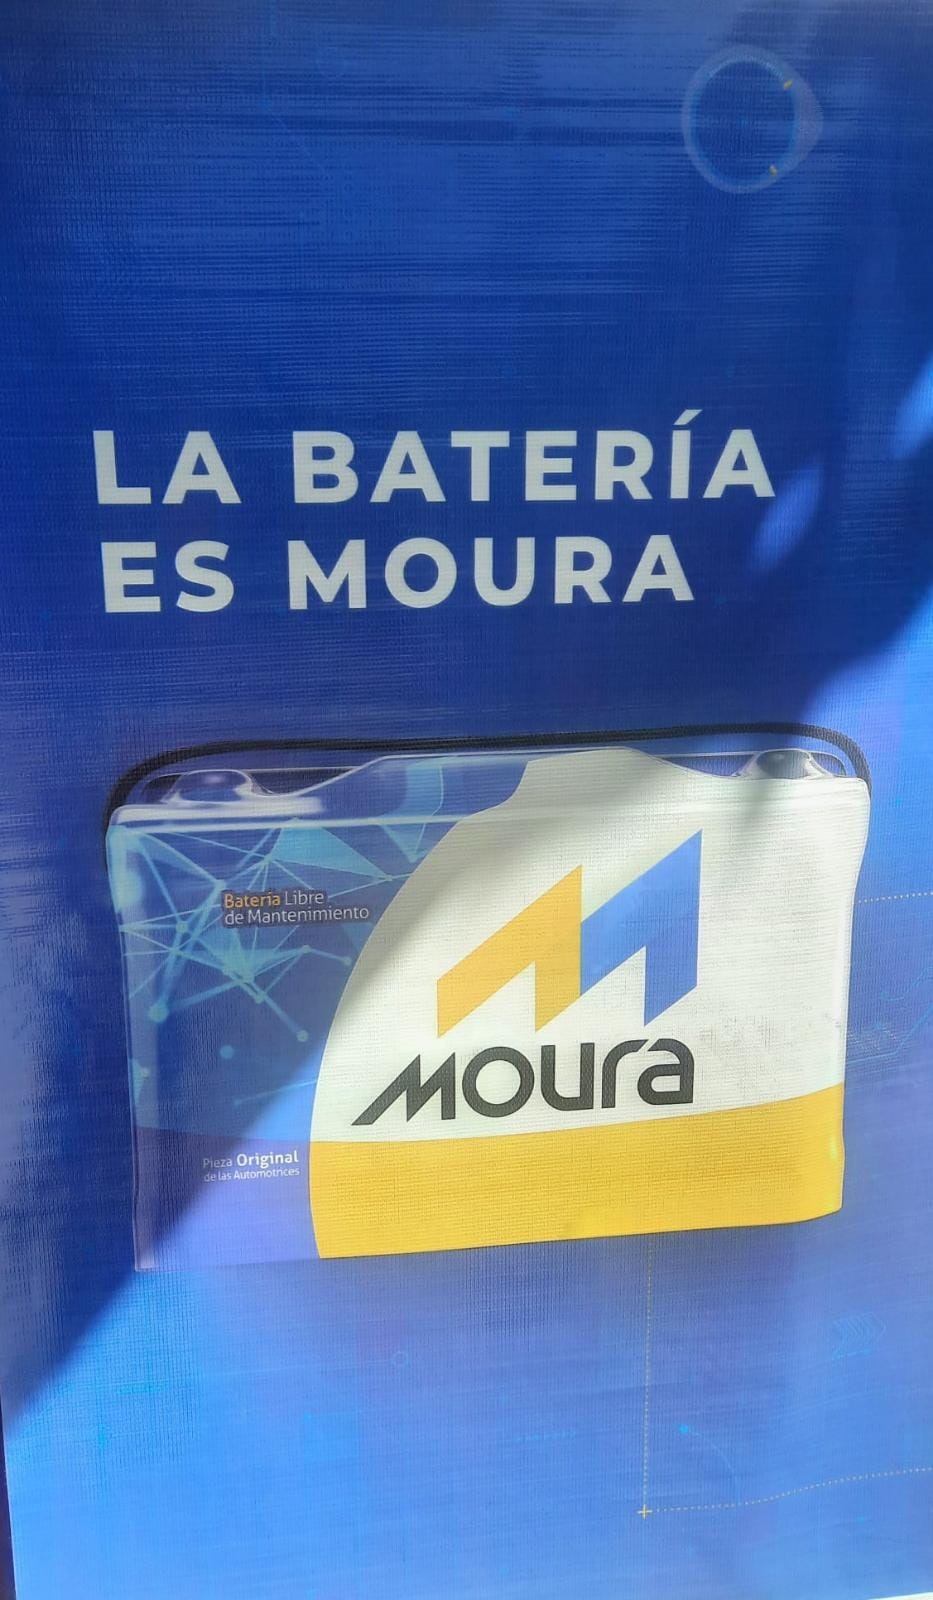 LA BATERÍA
ES MOURA
Batería Libre
de Mantenimiento
moura
Pieza Original
de las Automotrices